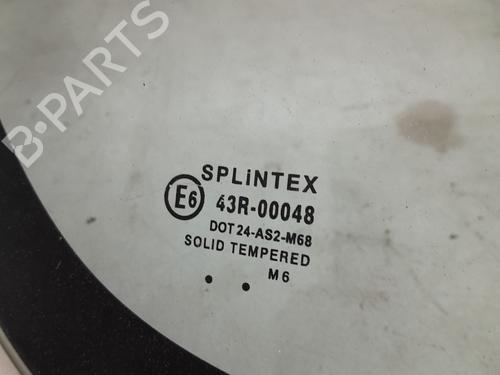 B-PARTS
SPLiNTEX
E6 43R-00048
DOT 24-AS2-M68
SOLID TEMPERED
M6